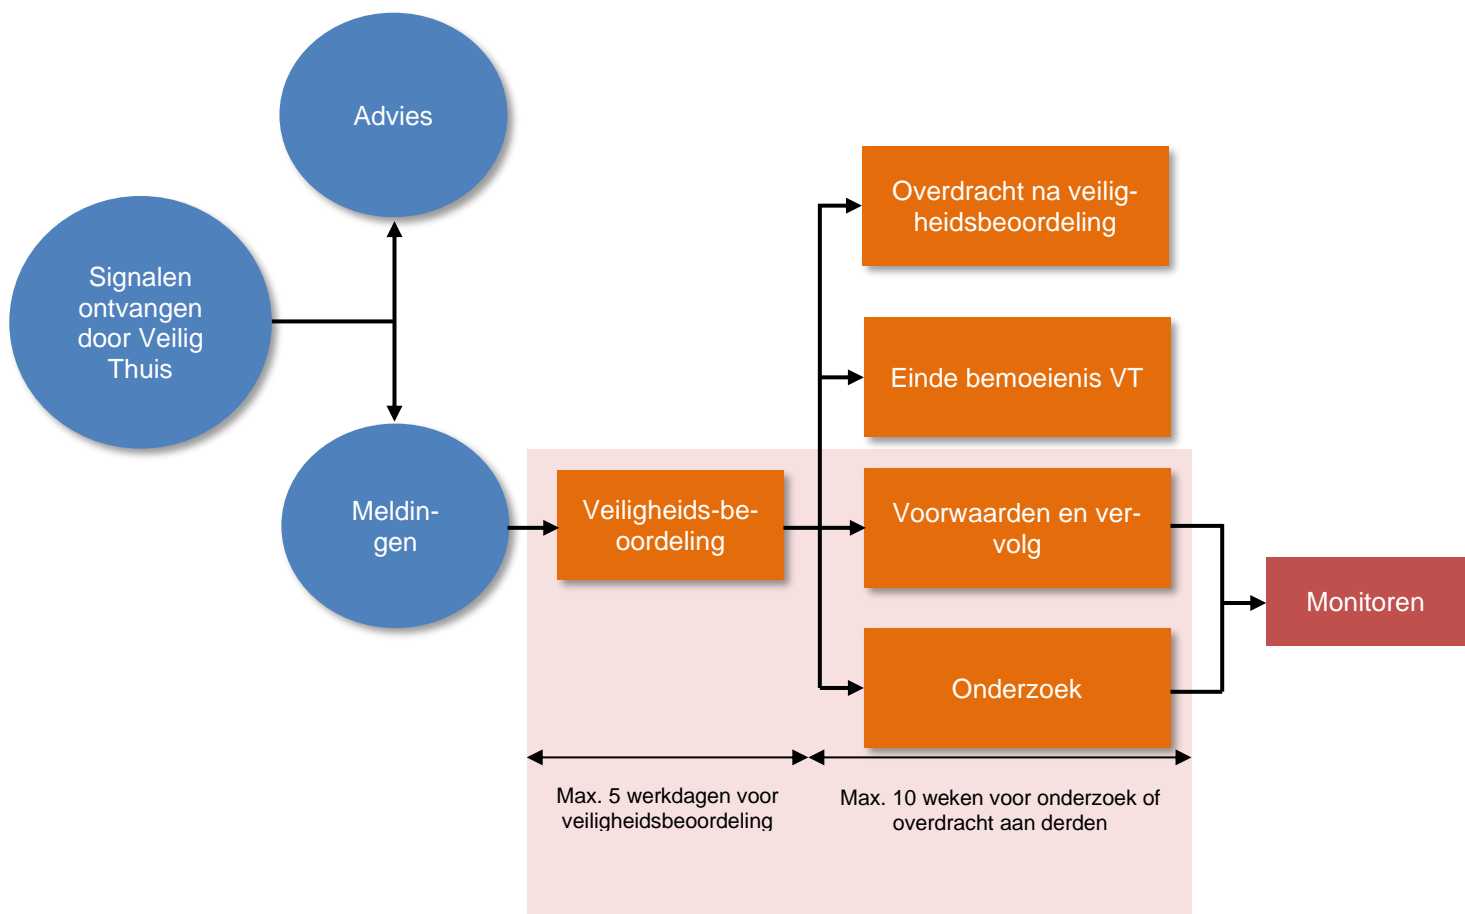 Advies
Signalen
ontvangen
door Veilig
Thuis
Meldin-
gen
Veiligheids-be-
oordeling
Overdracht na veilig-
heidsbeoordeling
Einde bemoeienis VT
Voorwaarden en ver-
volg
Onderzoek
Monitoren
Max. 5 werkdagen voor
veiligheidsbeoordeling
Max. 10 weken voor onderzoek of
overdracht aan derden